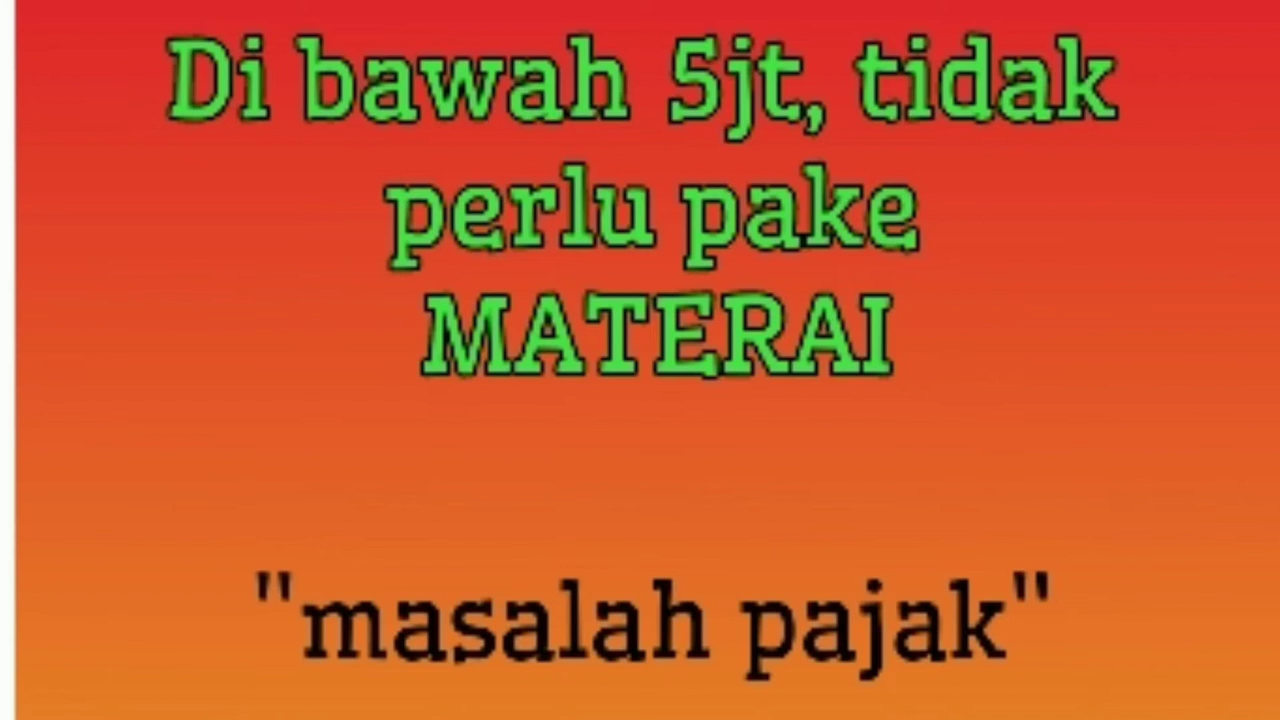 Di bawah 5jt, tidak
perlu pake
MATERAI
"masalah pajak"